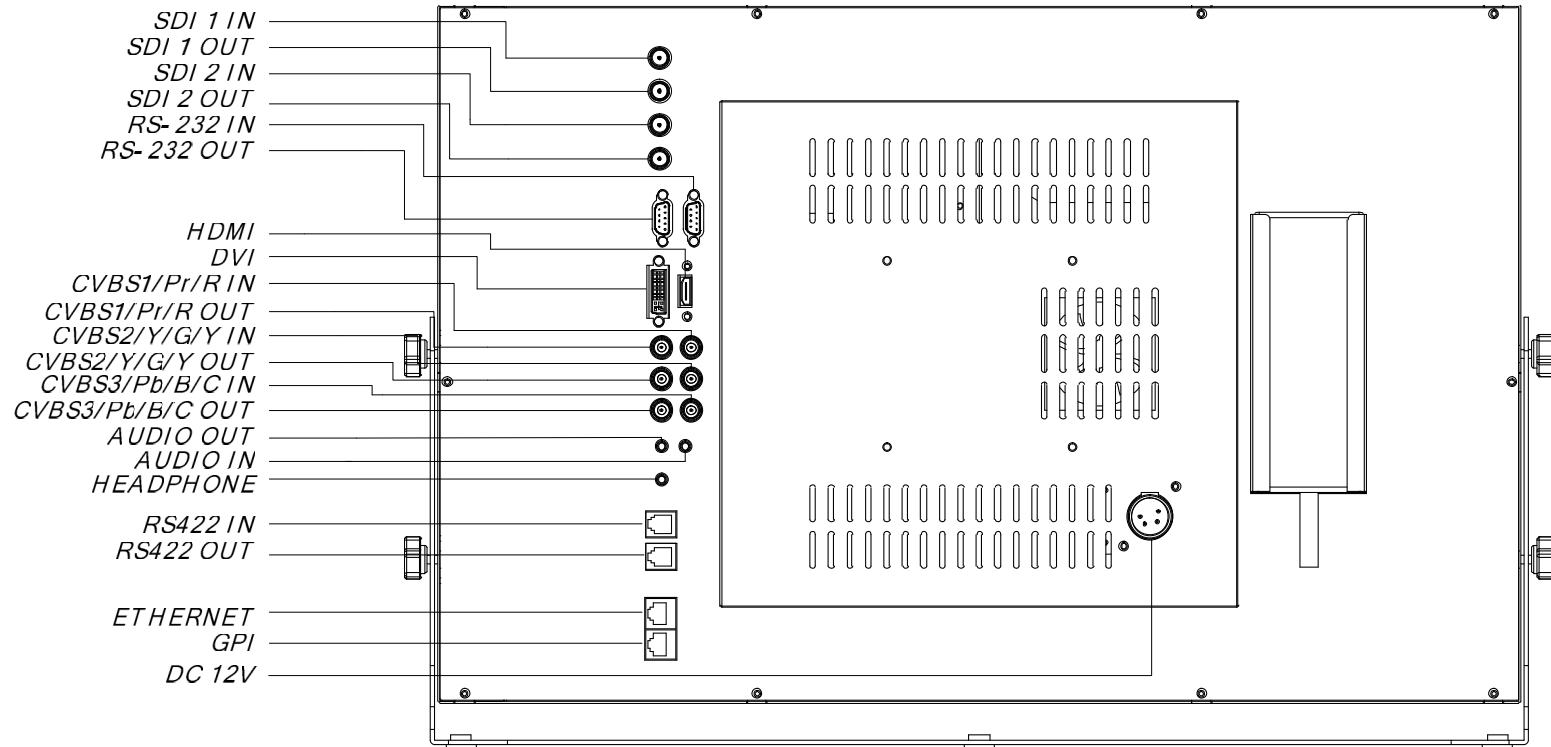 SDI 1 IN
SDI 1 OUT
SDI 2 IN
SDI 2 OUT
RS-232 IN
RS-232 OUT
HDMI
DVI
CVBS1/Pr/R IN
CVBS1/Pr/R OUT
CVBS2/Y/G/Y IN
CVBS2/Y/G/Y OUT
CVBS3/Pb/B/C IN
CVBS3/Pb/B/C OUT
AUDIO OUT
AUDIO IN
HEADPHONE
RS422 IN
RS422 OUT
ETHERNET
GPI
DC 12V